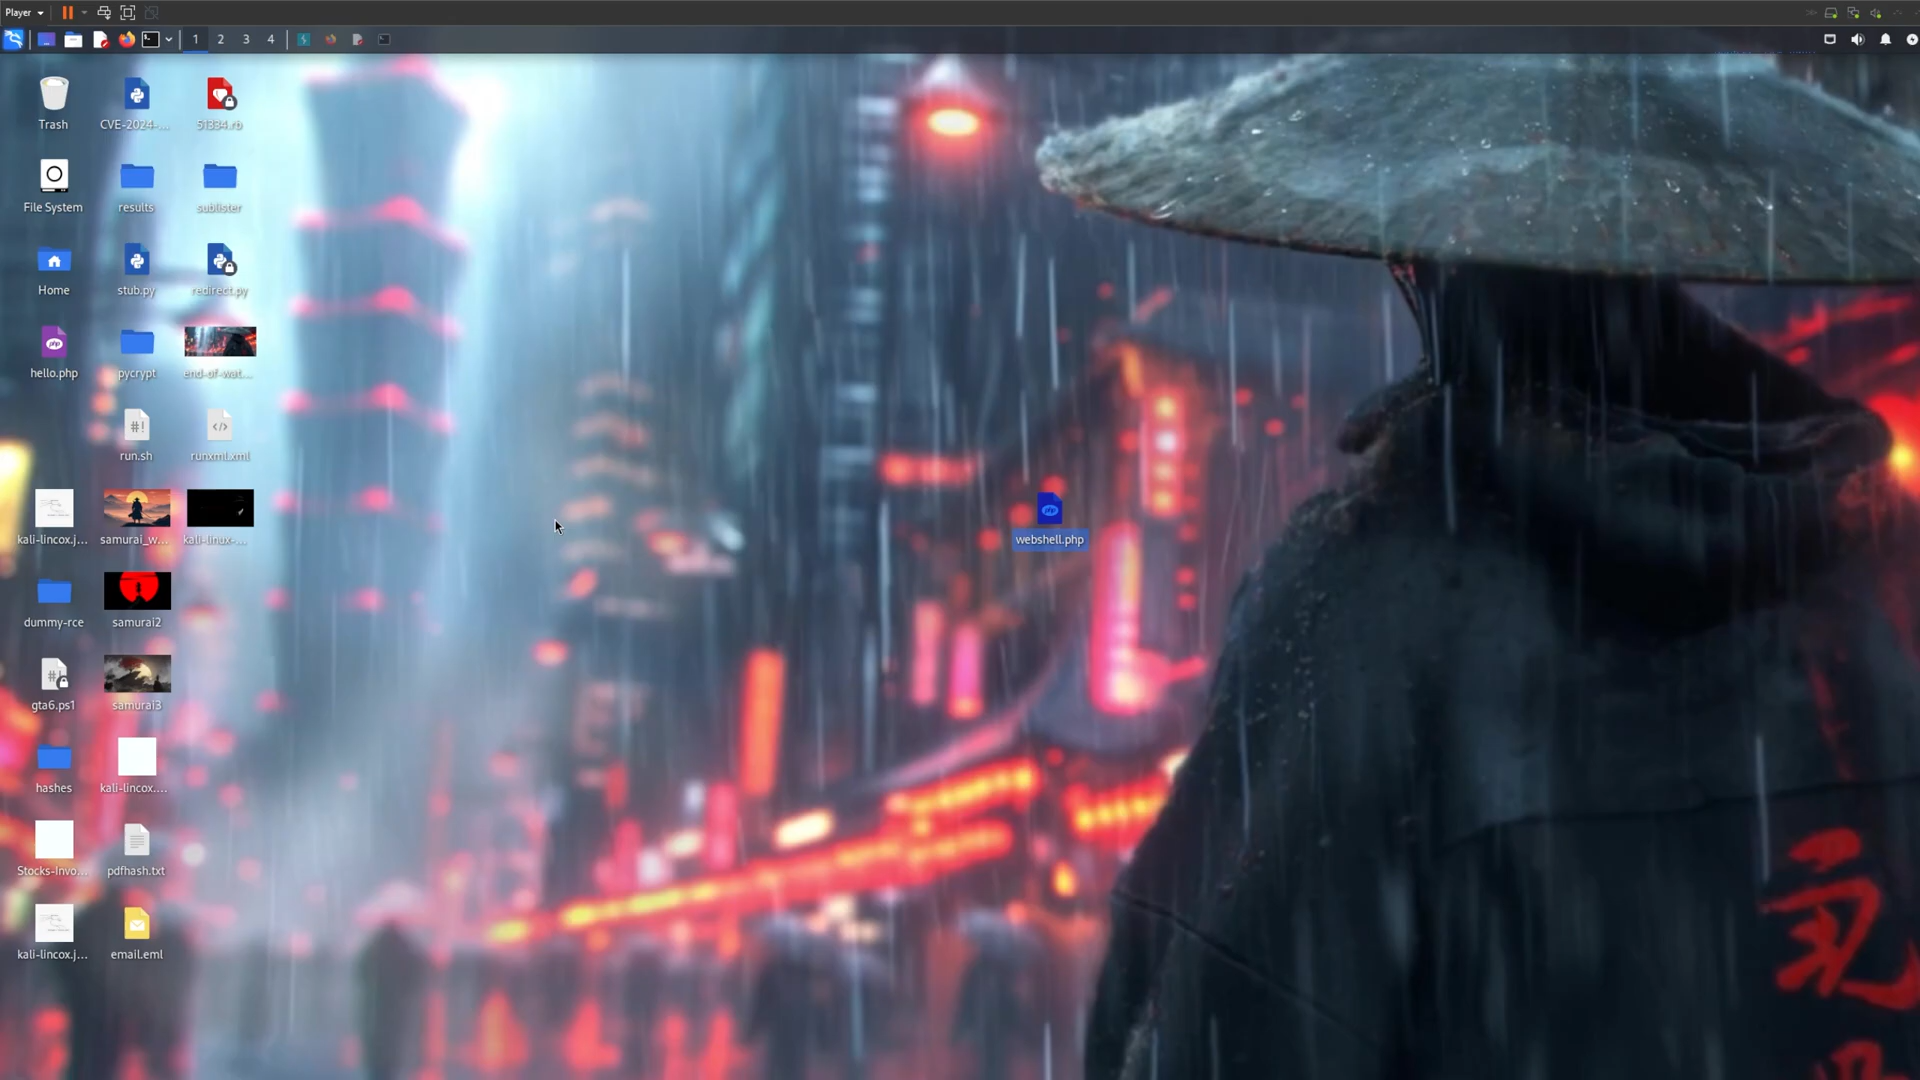 Player
1 2 3 4
Trash
CVE-2024-...
51334.rb
File System
results
sublister
Home
stub.py
redirect.py
hello.php
pycrypt
end-of-wat...
run.sh
runxml.xml
kali-lincox.j...
samurai_w...
kali-linux-...
webshell.php
dummy-rce
samurai2
gta6.ps1
samurai3
hashes
kali-lincox....
Stocks-Invo...
pdfhash.txt
kali-lincox.j...
email.eml